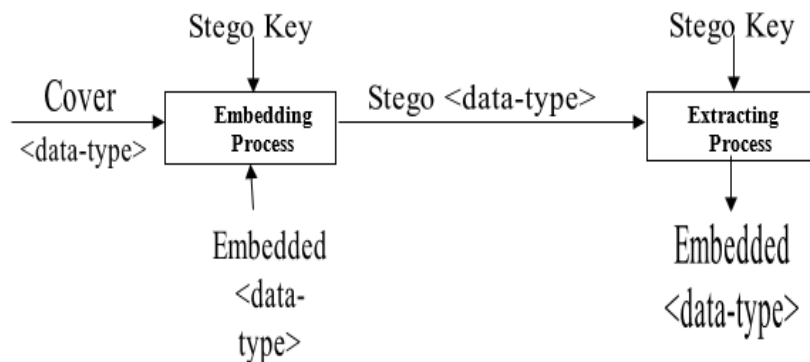 Stego Key
Stego Key
Cover
<data-type>
Embedding
Process
Stego <data-type>
Extracting
Process
Embedded
<data-
type>
Embedded
<data-type>